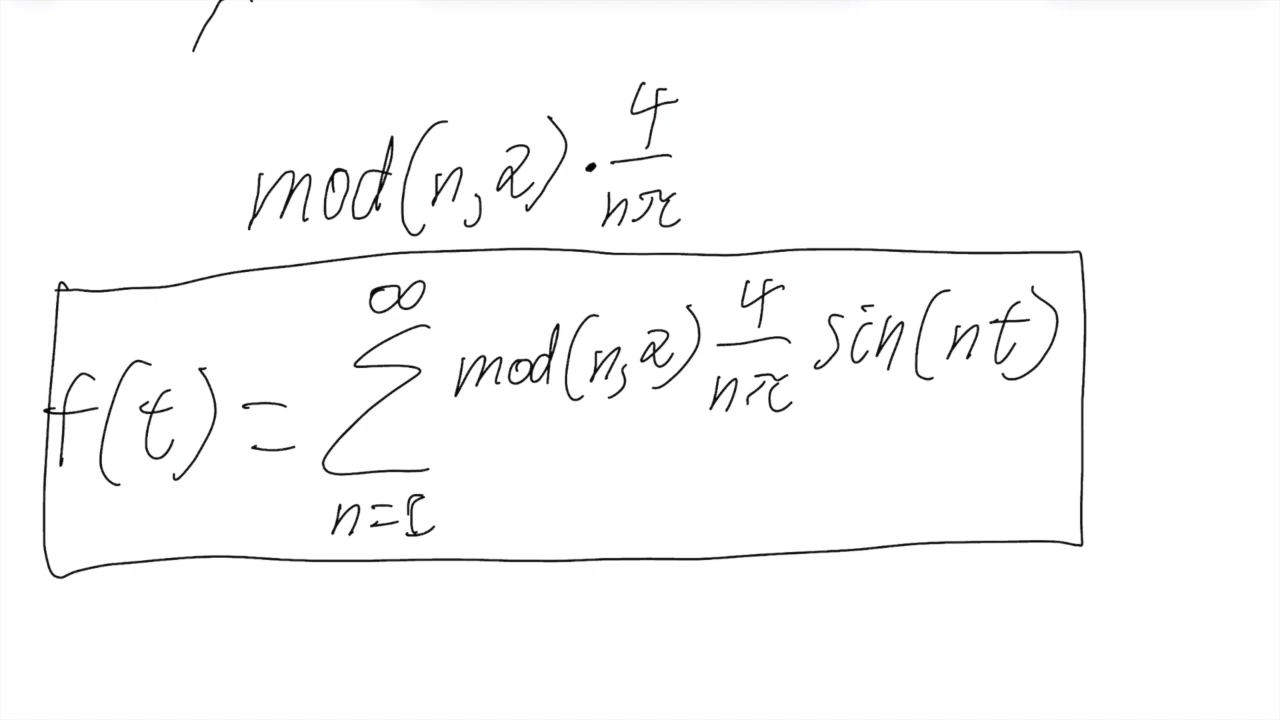 mod(n,2)·4/nπ
f(t)=∑_{n=1}^{∞} mod(n,2) 4/nπ sin(nt)